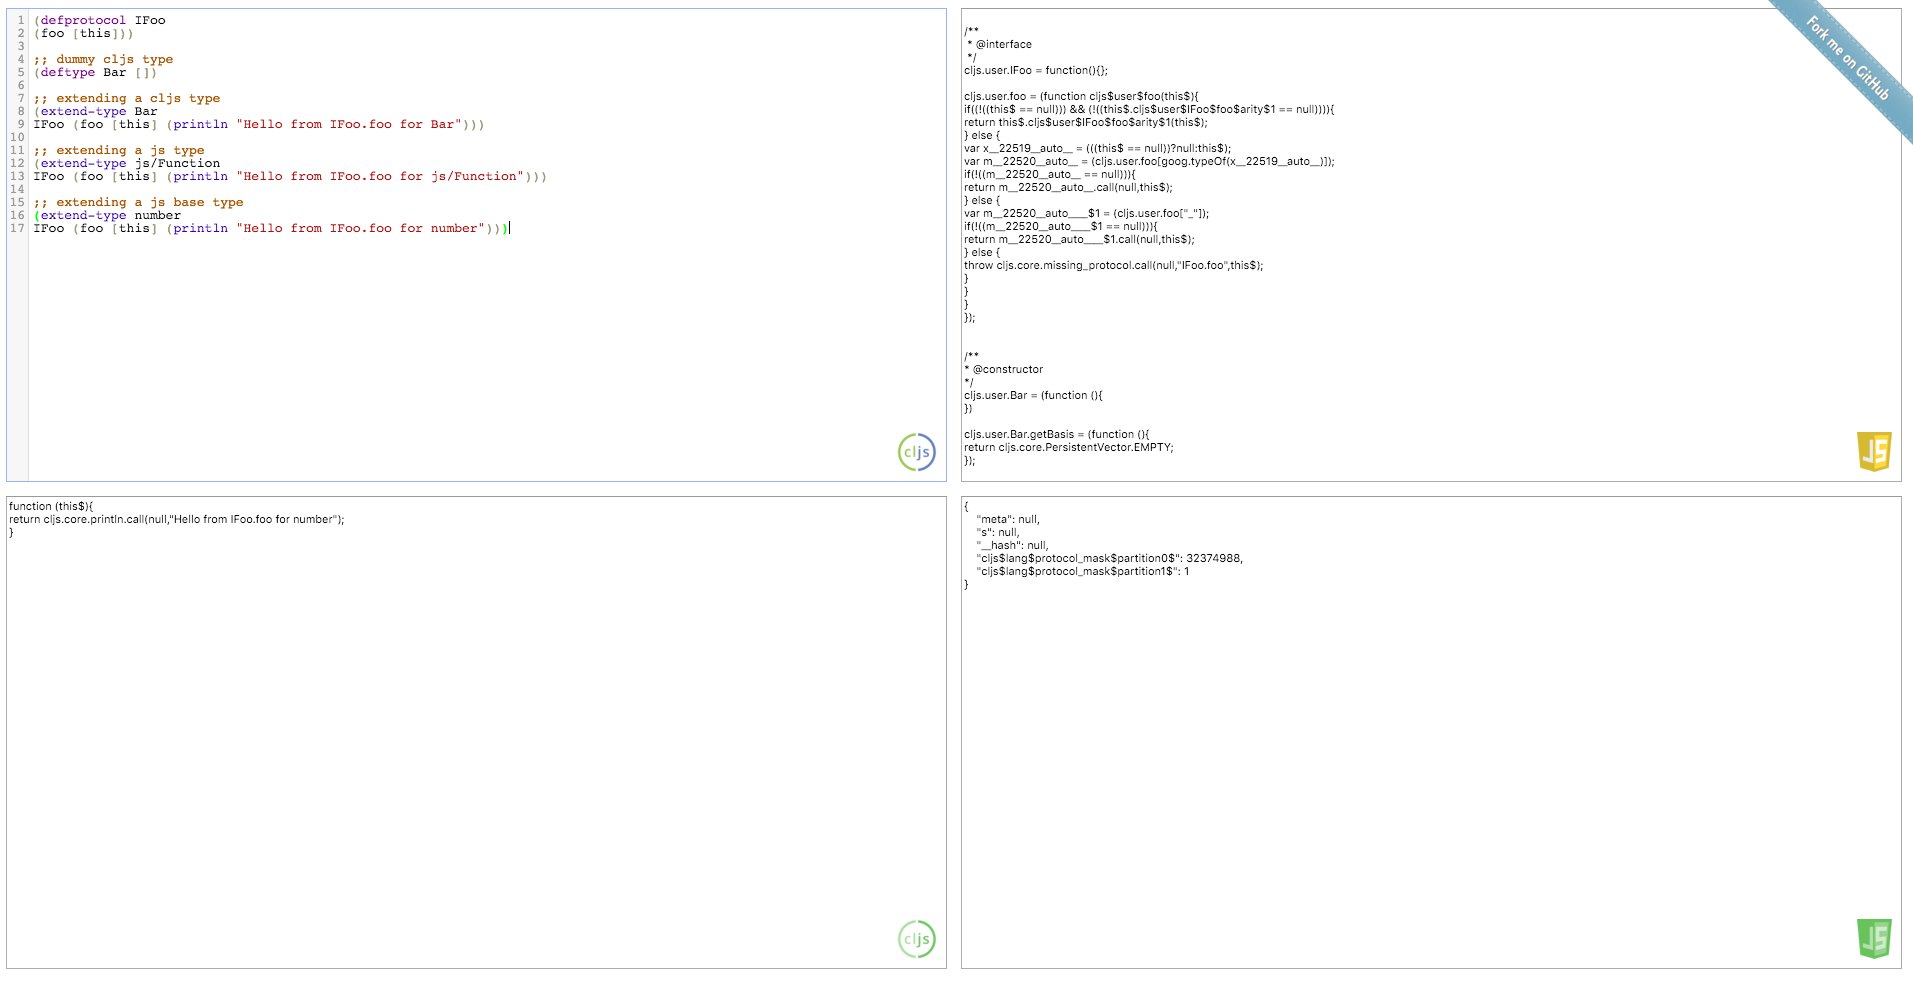 1 (defprotocol IFoo
2 (foo [this]))
3
4 ;; dummy cljs type
5 (deftype Bar [])
6
7 ;; extending a cljs type
8 (extend-type Bar
9 IFoo (foo [this] (println "Hello from IFoo.foo for Bar")))
10
11 ;; extending a js type
12 (extend-type js/Function
13 IFoo (foo [this] (println "Hello from IFoo.foo for js/Function")))
14
15 ;; extending a js base type
16 (extend-type number
17 IFoo (foo [this] (println "Hello from IFoo.foo for number")))
cljs
/**
 * @interface
 */
cljs.user.IFoo = function(){};
cljs.user.foo = (function cljs$user$foo(this$){
if((!((this$ == null))) && (!((this$.cljs$user$IFoo$foo$arity$1 == null)))){
return this$.cljs$user$IFoo$foo$arity$1(this$);
} else {
var x__22519__auto__ = (((this$ == null))?null:this$);
var m__22520__auto__ = (cljs.user.foo[goog.typeOf(x__22519__auto__)]);
if(!((m__22520__auto__ == null))){
return m__22520__auto__.call(null,this$);
} else {
var m__22520__auto____$1 = (cljs.user.foo["_"]);
if(!((m__22520__auto____$1 == null))){
return m__22520__auto____$1.call(null,this$);
} else {
throw cljs.core.missing_protocol.call(null,"IFoo.foo",this$);
}
}
}
});
/**
* @constructor
*/
cljs.user.Bar = (function (){
})
cljs.user.Bar.getBasis = (function (){
return cljs.core.PersistentVector.EMPTY;
});
Fork me on GitHub
JS
function (this$){
return cljs.core.println.call(null,"Hello from IFoo.foo for number");
}
cljs
{
    "meta": null,
    "s": null,
    "__hash": null,
    "cljs$lang$protocol_mask$partition0$": 32374988,
    "cljs$lang$protocol_mask$partition1$": 1
}
JS